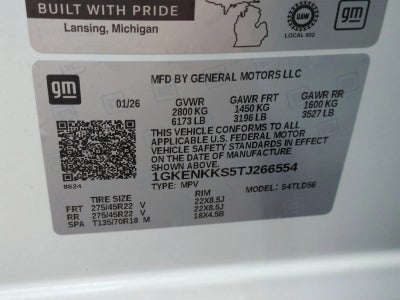 BUILT WITH PRIDE
Lansing, Michigan
UAW
LOCAL 602
gm
gm
MFD BY GENERAL MOTORS LLC
01/26 GVWR GAWR FRT GAWR RR
2800 KG 1450 KG 1600 KG
6173 LB 3196 LB 3527 LB
THIS VEHICLE CONFORMS TO ALL
APPLICABLE U.S. FEDERAL MOTOR
VEHICLE SAFETY STANDARDS IN EFFECT
ON THE DATE OF MANUFACTURE
SHOWN ABOVE.
1GKENKKS5TJ266554
8624 TYPE: MPV MODEL: 54TLD56
TIRE SIZE RIM
FRT 275/45R22 V 22X8.5J
RR 275/45R22 V 22X8.5J
SPA T135/70R18 M 18X4.5B